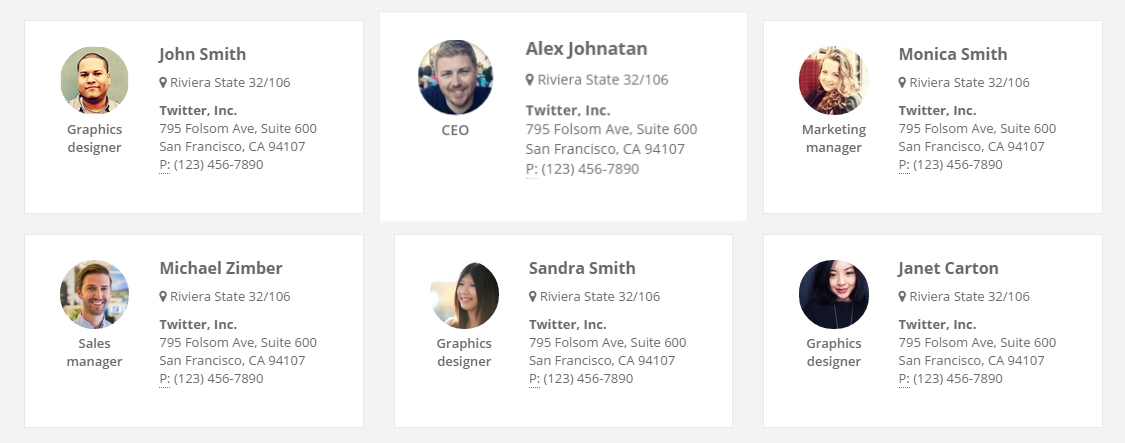 John Smith
Riviera State 32/106
Twitter, Inc.
795 Folsom Ave, Suite 600
San Francisco, CA 94107
P: (123) 456-7890
Graphics
designer
Alex Johnatan
Riviera State 32/106
Twitter, Inc.
795 Folsom Ave, Suite 600
San Francisco, CA 94107
P: (123) 456-7890
CEO
Monica Smith
Riviera State 32/106
Twitter, Inc.
795 Folsom Ave, Suite 600
San Francisco, CA 94107
P: (123) 456-7890
Marketing
manager
Michael Zimber
Riviera State 32/106
Twitter, Inc.
795 Folsom Ave, Suite 600
San Francisco, CA 94107
P: (123) 456-7890
Sales
manager
Sandra Smith
Riviera State 32/106
Twitter, Inc.
795 Folsom Ave, Suite 600
San Francisco, CA 94107
P: (123) 456-7890
Graphics
designer
Janet Carton
Riviera State 32/106
Twitter, Inc.
795 Folsom Ave, Suite 600
San Francisco, CA 94107
P: (123) 456-7890
Graphics
designer